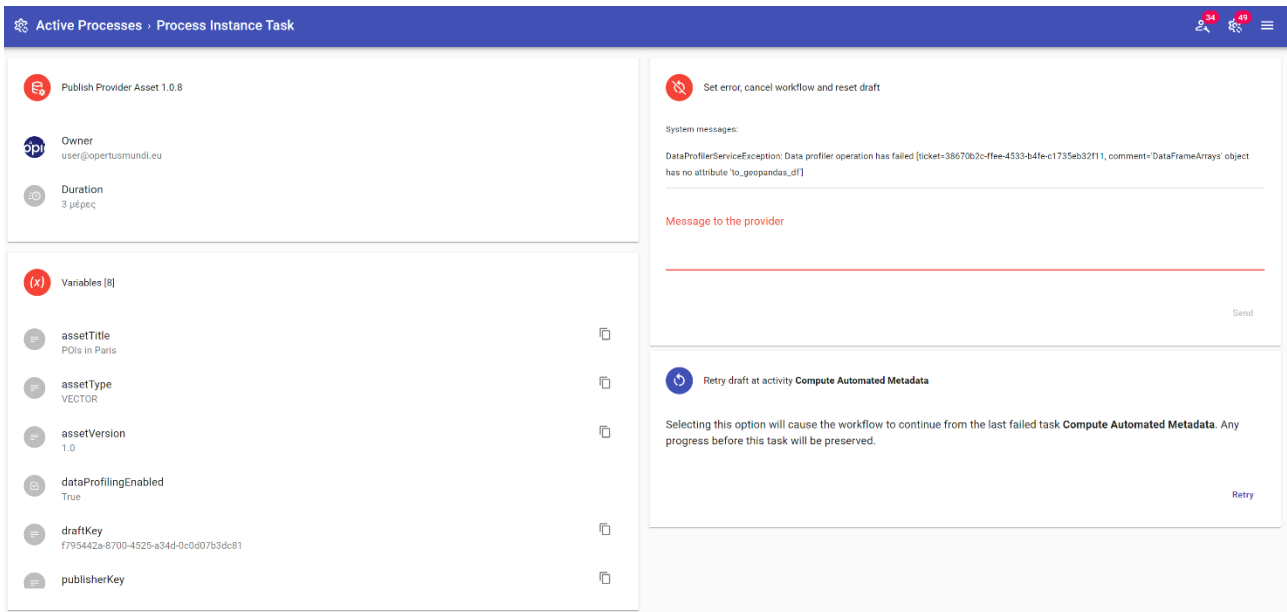 Active Processes › Process Instance Task
34
49
Publish Provider Asset 1.0.8
Owner
user@opertusmundi.eu
Duration
3 μέρες
Variables [8]
assetTitle
POIs in Paris
assetType
VECTOR
assetVersion
1.0
dataProfilingEnabled
True
draftKey
f795442a-8700-4525-a34d-0c0d07b3dc81
publisherKey
Set error, cancel workflow and reset draft
System messages:
DataProfilerServiceException: Data profiler operation has failed [ticket=38670b2c-ffee-4533-b4fe-c1735eb32f11, comment='DataFrameArrays' object
has no attribute 'to_geopandas_df']
Message to the provider
Send
Retry draft at activity Compute Automated Metadata
Selecting this option will cause the workflow to continue from the last failed task Compute Automated Metadata. Any
progress before this task will be preserved.
Retry